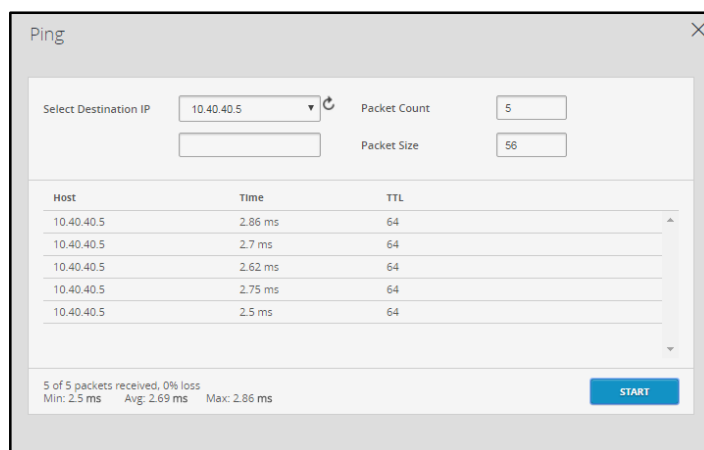 Ping
Select Destination IP 10.40.40.5 Packet Count 5
Packet Size 56
Host Time TTL
10.40.40.5 2.86 ms 64
10.40.40.5 2.7 ms 64
10.40.40.5 2.62 ms 64
10.40.40.5 2.75 ms 64
10.40.40.5 2.5 ms 64
5 of 5 packets received, 0% loss
Min: 2.5 ms Avg: 2.69 ms Max: 2.86 ms
START